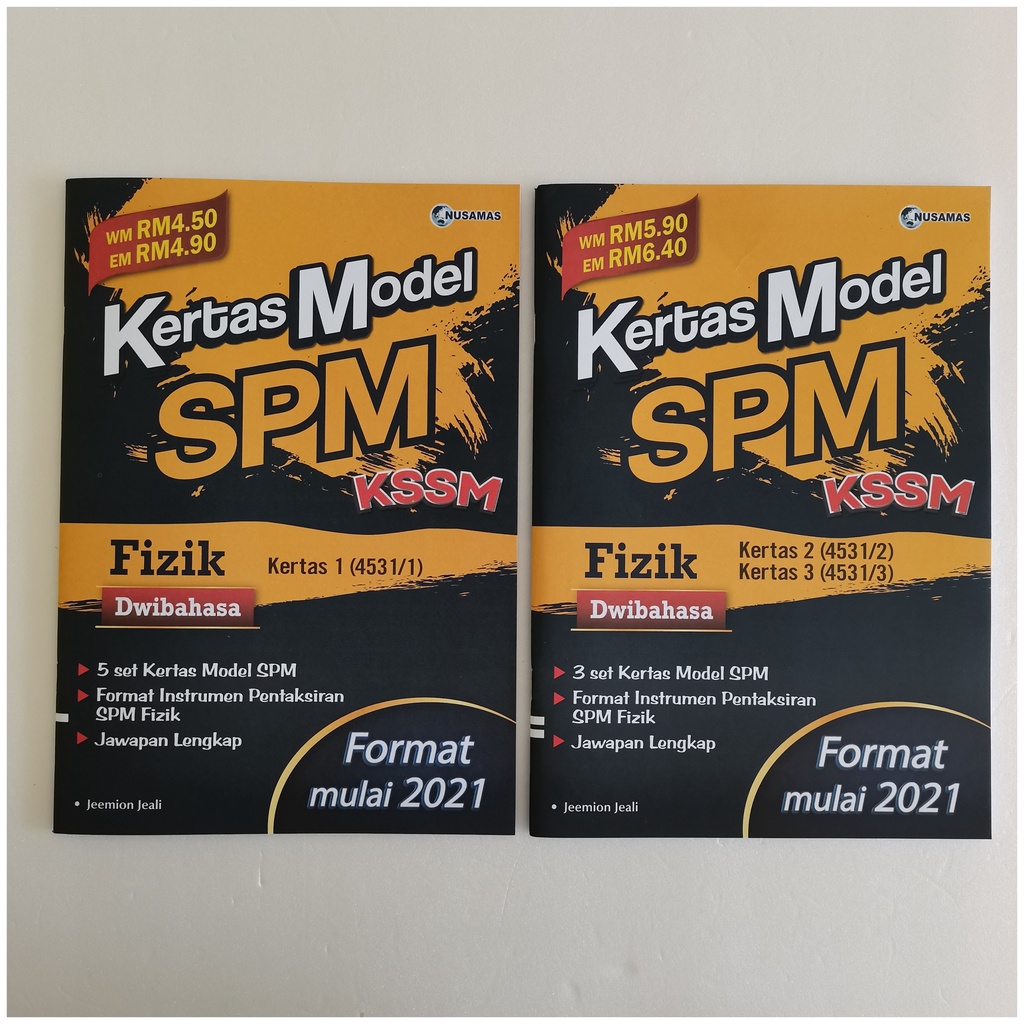 WM RM4.50
EM RM4.90
NUSAMAS
Kertas Model
SPM
KSSM
Fizik
Kertas 1 (4531/1)
Dwibahasa
5 set Kertas Model SPM
Format Instrumen Pentaksiran
SPM Fizik
Jawapan Lengkap
Format
mulai 2021
• Jeemion Jeali
WM RM5.90
EM RM6.40
NUSAMAS
Kertas Model
SPM
KSSM
Fizik
Kertas 2 (4531/2)
Kertas 3 (4531/3)
Dwibahasa
3 set Kertas Model SPM
Format Instrumen Pentaksiran
SPM Fizik
Jawapan Lengkap
Format
mulai 2021
• Jeemion Jeali